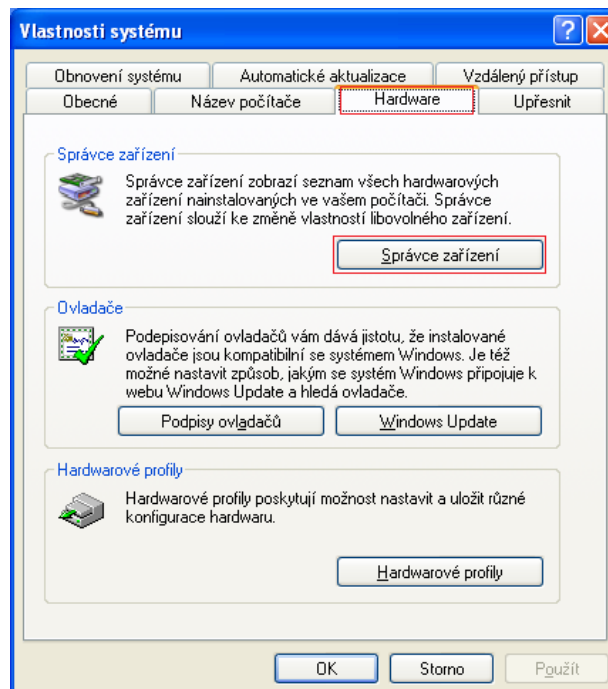 Vlastnosti systému
Obnovení systému Automatické aktualizace Vzdálený přístup
Obecné Název počítače Hardware Upřesnit
Správce zařízení
Správce zařízení zobrazí seznam všech hardwarových
zařízení nainstalovaných ve vašem počítači. Správce
zařízení slouží ke změně vlastností libovolného zařízení.
Správce zařízení
Ovladače
Podepisování ovladačů vám dává jistotu, že instalované
ovladače jsou kompatibilní se systémem Windows. Je též
možné nastavit způsob, jakým se systém Windows připojuje k
webu Windows Update a hledá ovladače.
Podpisy ovladačů Windows Update
Hardwarové profily
Hardwarové profily poskytují možnost nastavit a uložit různé
konfigurace hardwaru.
Hardwarové profily
OK Storno Použít